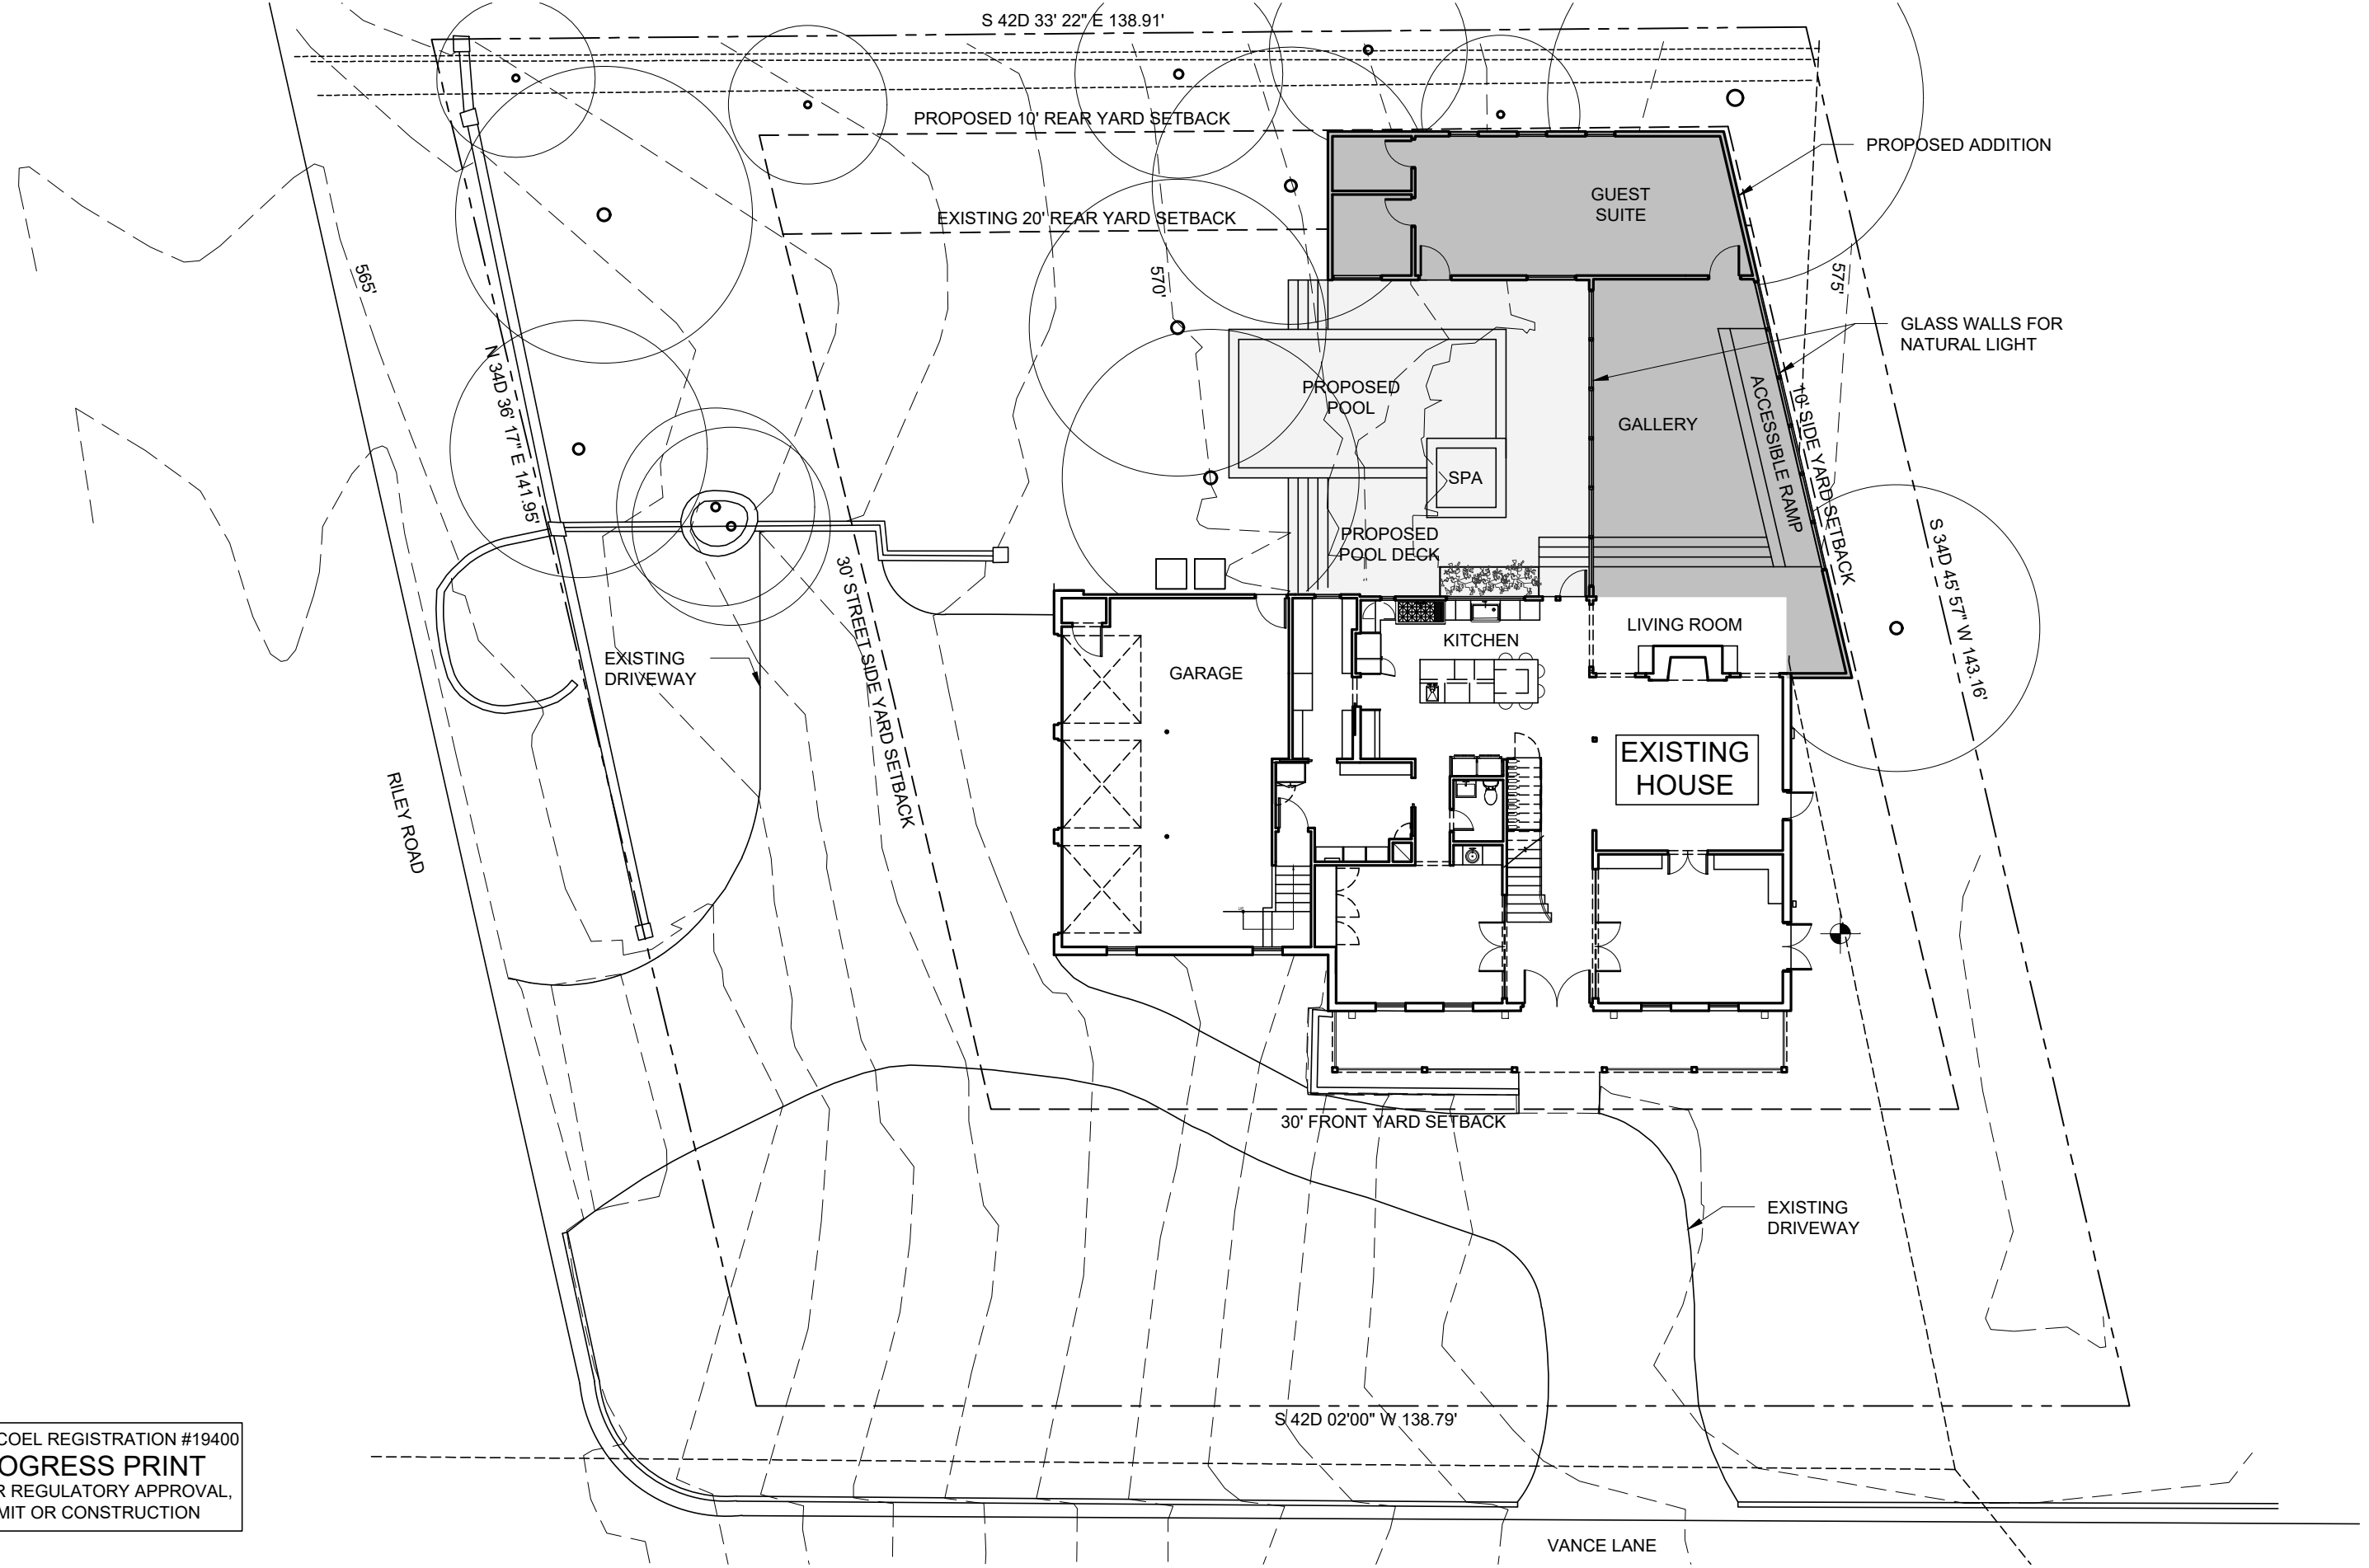 S 42D 33' 22" E 138.91'
PROPOSED 10' REAR YARD SETBACK
PROPOSED ADDITION
GUEST
SUITE
EXISTING 20' REAR YARD SETBACK
565'
570'
575'
GLASS WALLS FOR
NATURAL LIGHT
N 34D 36' 17" E 141.95'
PROPOSED
POOL
ACCESSIBLE RAMP
10' SIDE YARD SETBACK
GALLERY
SPA
PROPOSED
POOL DECK
S 34D 45' 57" W 143.16'
30' STREET SIDE YARD SETBACK
LIVING ROOM
KITCHEN
EXISTING
DRIVEWAY
GARAGE
EXISTING
HOUSE
RILEY ROAD
30' FRONT YARD SETBACK
EXISTING
DRIVEWAY
S 42D 02'00" W 138.79'
COEL REGISTRATION #19400
OGRESS PRINT
R REGULATORY APPROVAL,
MIT OR CONSTRUCTION
VANCE LANE